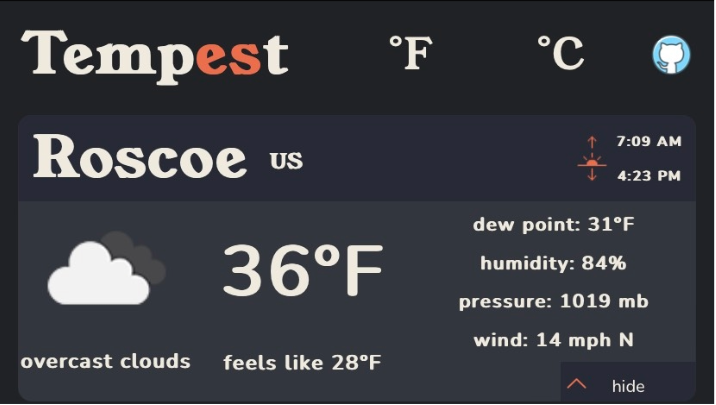 Tempest °F °C
Roscoe US
7:09 AM
4:23 PM
36°F
overcast clouds
feels like 28°F
dew point: 31°F
humidity: 84%
pressure: 1019 mb
wind: 14 mph N
hide